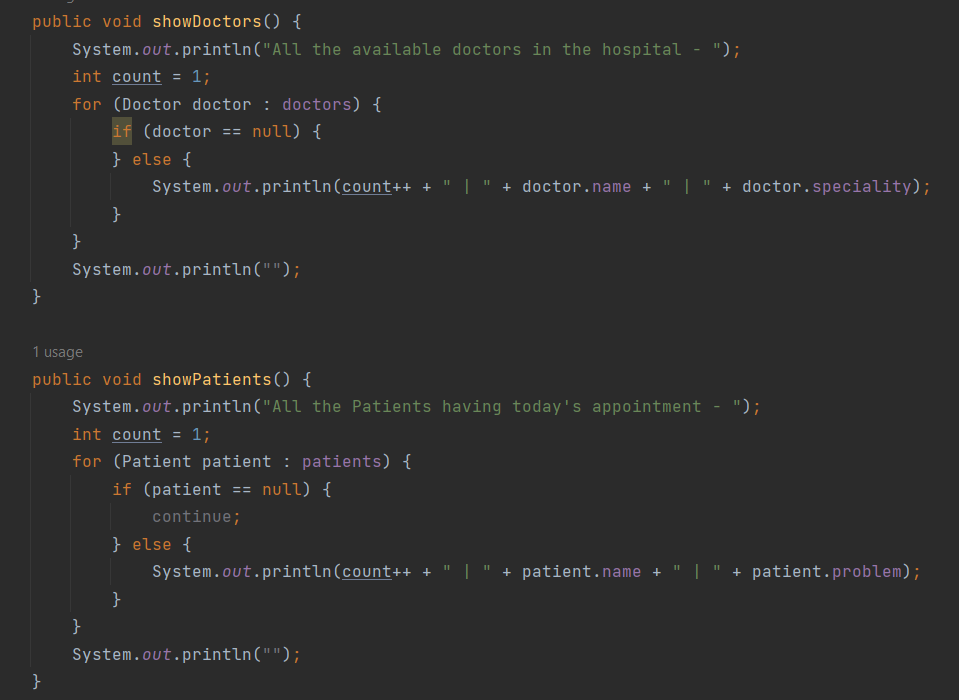 public void showDoctors() {
    System.out.println("All the available doctors in the hospital - ");
    int count = 1;
    for (Doctor doctor : doctors) {
        if (doctor == null) {
        } else {
            System.out.println(count++ + " | " + doctor.name + " | " + doctor.speciality);
        }
    }
    System.out.println("");
}
1 usage
public void showPatients() {
    System.out.println("All the Patients having today's appointment - ");
    int count = 1;
    for (Patient patient : patients) {
        if (patient == null) {
            continue;
        } else {
            System.out.println(count++ + " | " + patient.name + " | " + patient.problem);
        }
    }
    System.out.println("");
}